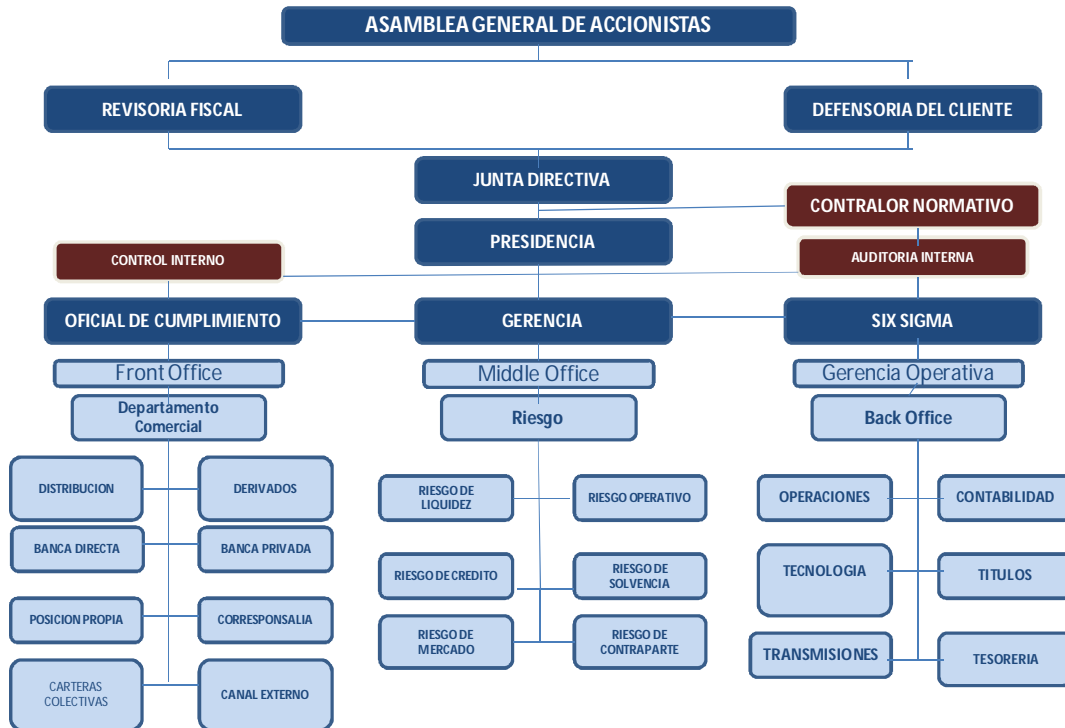 ASAMBLEA GENERAL DE ACCIONISTAS
REVISORIA FISCAL
DEFENSORIA DEL CLIENTE
JUNTA DIRECTIVA
CONTRALOR NORMATIVO
PRESIDENCIA
CONTROL INTERNO
AUDITORIA INTERNA
OFICIAL DE CUMPLIMIENTO
GERENCIA
SIX SIGMA
Front Office
Middle Office
Gerencia Operativa
Departamento
Comercial
Riesgo
Back Office
DISTRIBUCION
DERIVADOS
BANCA DIRECTA
BANCA PRIVADA
POSICION PROPIA
CORRESPONSALIA
CARTERAS
COLECTIVAS
CANAL EXTERNO
RIESGO DE
LIQUIDEZ
RIESGO OPERATIVO
RIESGO DE CREDITO
RIESGO DE
SOLVENCIA
RIESGO DE
MERCADO
RIESGO DE
CONTRAPARTE
OPERACIONES
CONTABILIDAD
TECNOLOGIA
TITULOS
TRANSMISIONES
TESORERIA